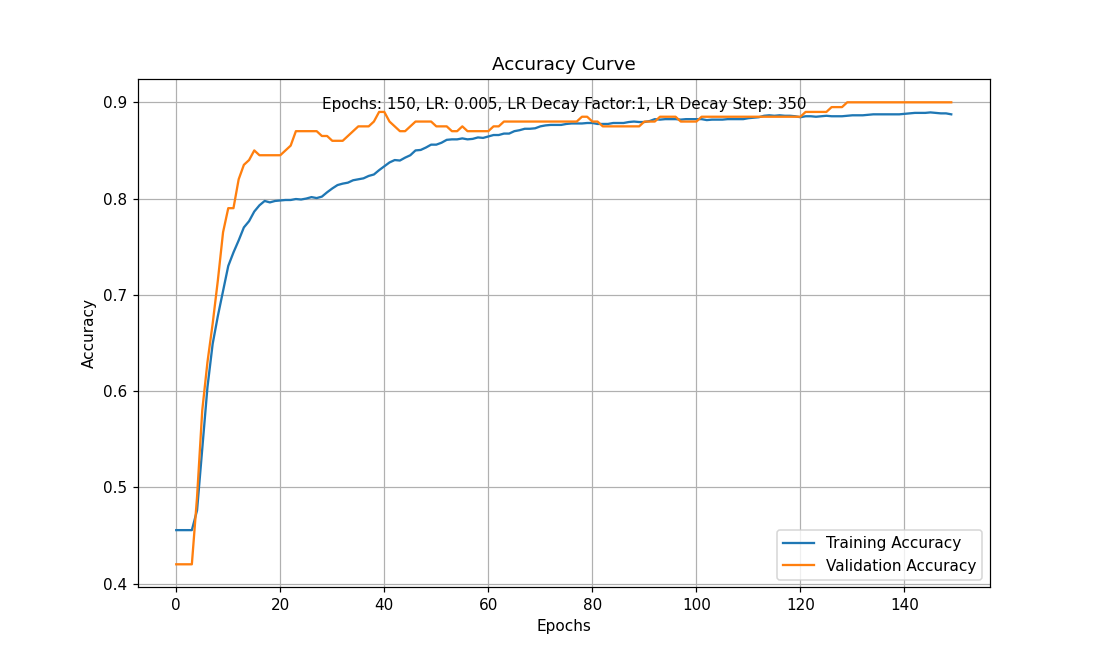 Accuracy Curve
Epochs: 150, LR: 0.005, LR Decay Factor:1, LR Decay Step: 350
0.9
0.8
0.7
0.6
0.5
0.4
Accuracy
0 20 40 60 80 100 120 140
Epochs
Training Accuracy
Validation Accuracy